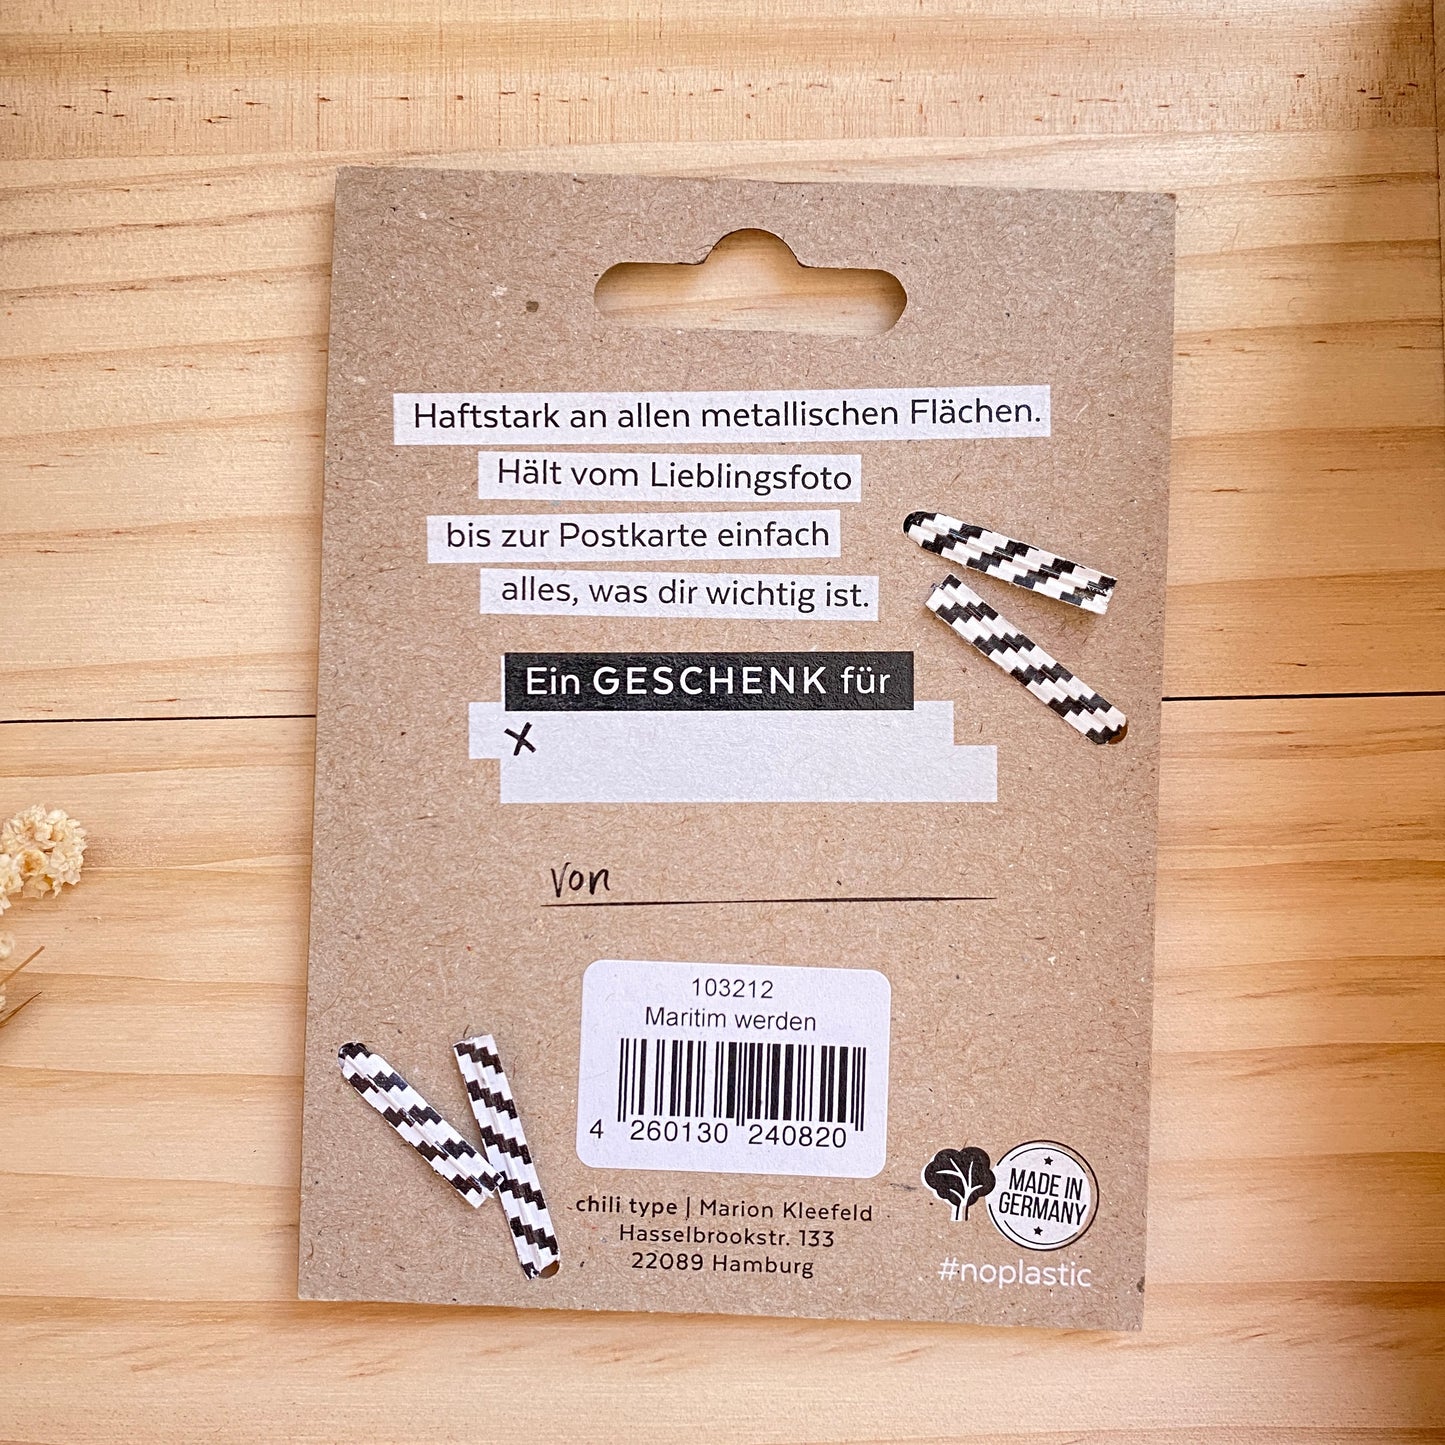 Haftstark an allen metallischen Flächen.
Hält vom Lieblingsfoto
bis zur Postkarte einfach
alles, was dir wichtig ist.
Ein GESCHENK für
x
von
103212
Maritim werden
4 260130 240820
chili type | Marion Kleefeld
Hasselbrookstr. 133
22089 Hamburg
MADE IN
GERMANY
#noplastic